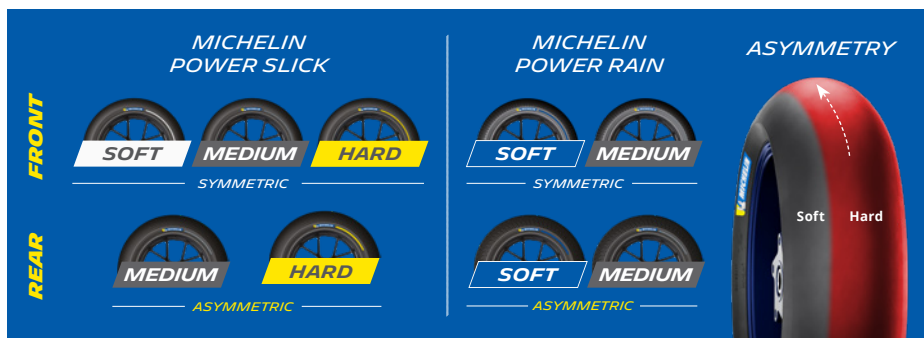 MICHELIN
POWER SLICK
MICHELIN
POWER RAIN
ASYMMETRY
FRONT
SOFT
MEDIUM
HARD
SYMMETRIC
SOFT
MEDIUM
SYMMETRIC
REAR
MEDIUM
HARD
ASYMMETRIC
SOFT
MEDIUM
ASYMMETRIC
MICHELIN
Soft
Hard